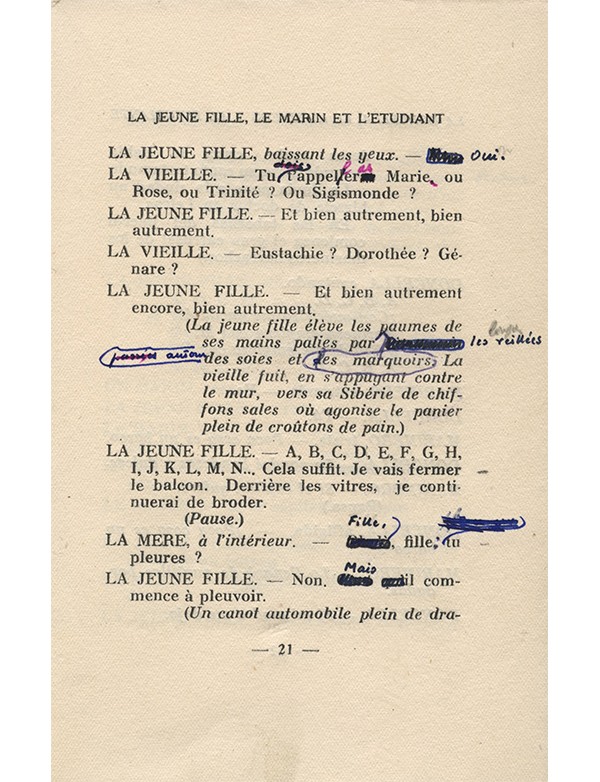 LA JEUNE FILLE, LE MARIN ET L'ETUDIANT
LA JEUNE FILLE, baissant les yeux. — Oui.
LA VIEILLE. — Tu t'appeller as Marie, ou
Rose, ou Trinité ? Ou Sigismonde ?
LA JEUNE FILLE. — Et bien autrement, bien
autrement.
LA VIEILLE. — Eustachie ? Dorothée ? Gé-
nare ?
LA JEUNE FILLE. — Et bien autrement
encore, bien autrement.
(La jeune fille élève les paumes de
ses mains palies par les veillées
des soies et des marquoirs. La
vieille fuit, en s'appuyant contre
le mur, vers sa Sibérie de chif-
fons sales où agonise le panier
plein de croûtons de pain.)
LA JEUNE FILLE. — A, B, C, D, E, F, G, H,
I, J, K, L, M, N... Cela suffit. Je vais fermer
le balcon. Derrière les vitres, je conti-
nuerai de broder.
(Pause.)
Fille,
LA MERE, à l'intérieur. — , fille, tu
pleures ?
Mais
LA JEUNE FILLE. — Non. il com-
mence à pleuvoir.
(Un canot automobile plein de dra-
— 21 —